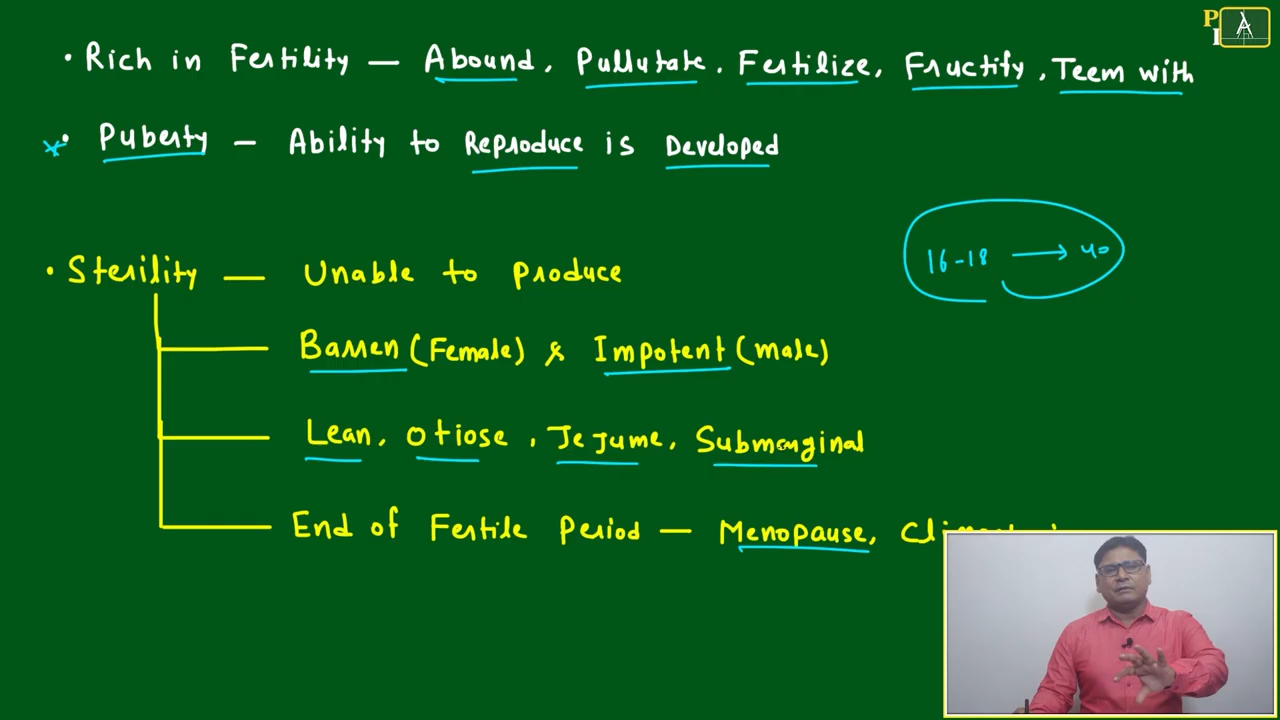 P
I A
• Rich in Fertility — Abound, Pullutate, Fertilize, Fructify, Teem with
• Puberty — Ability to Reproduce is Developed
16-18 → 40
• Sterility — Unable to Produce
Barren (Female) & Impotent (male)
Lean, Otiose, Jejume, Submarginal
End of Fertile Period — Menopause,